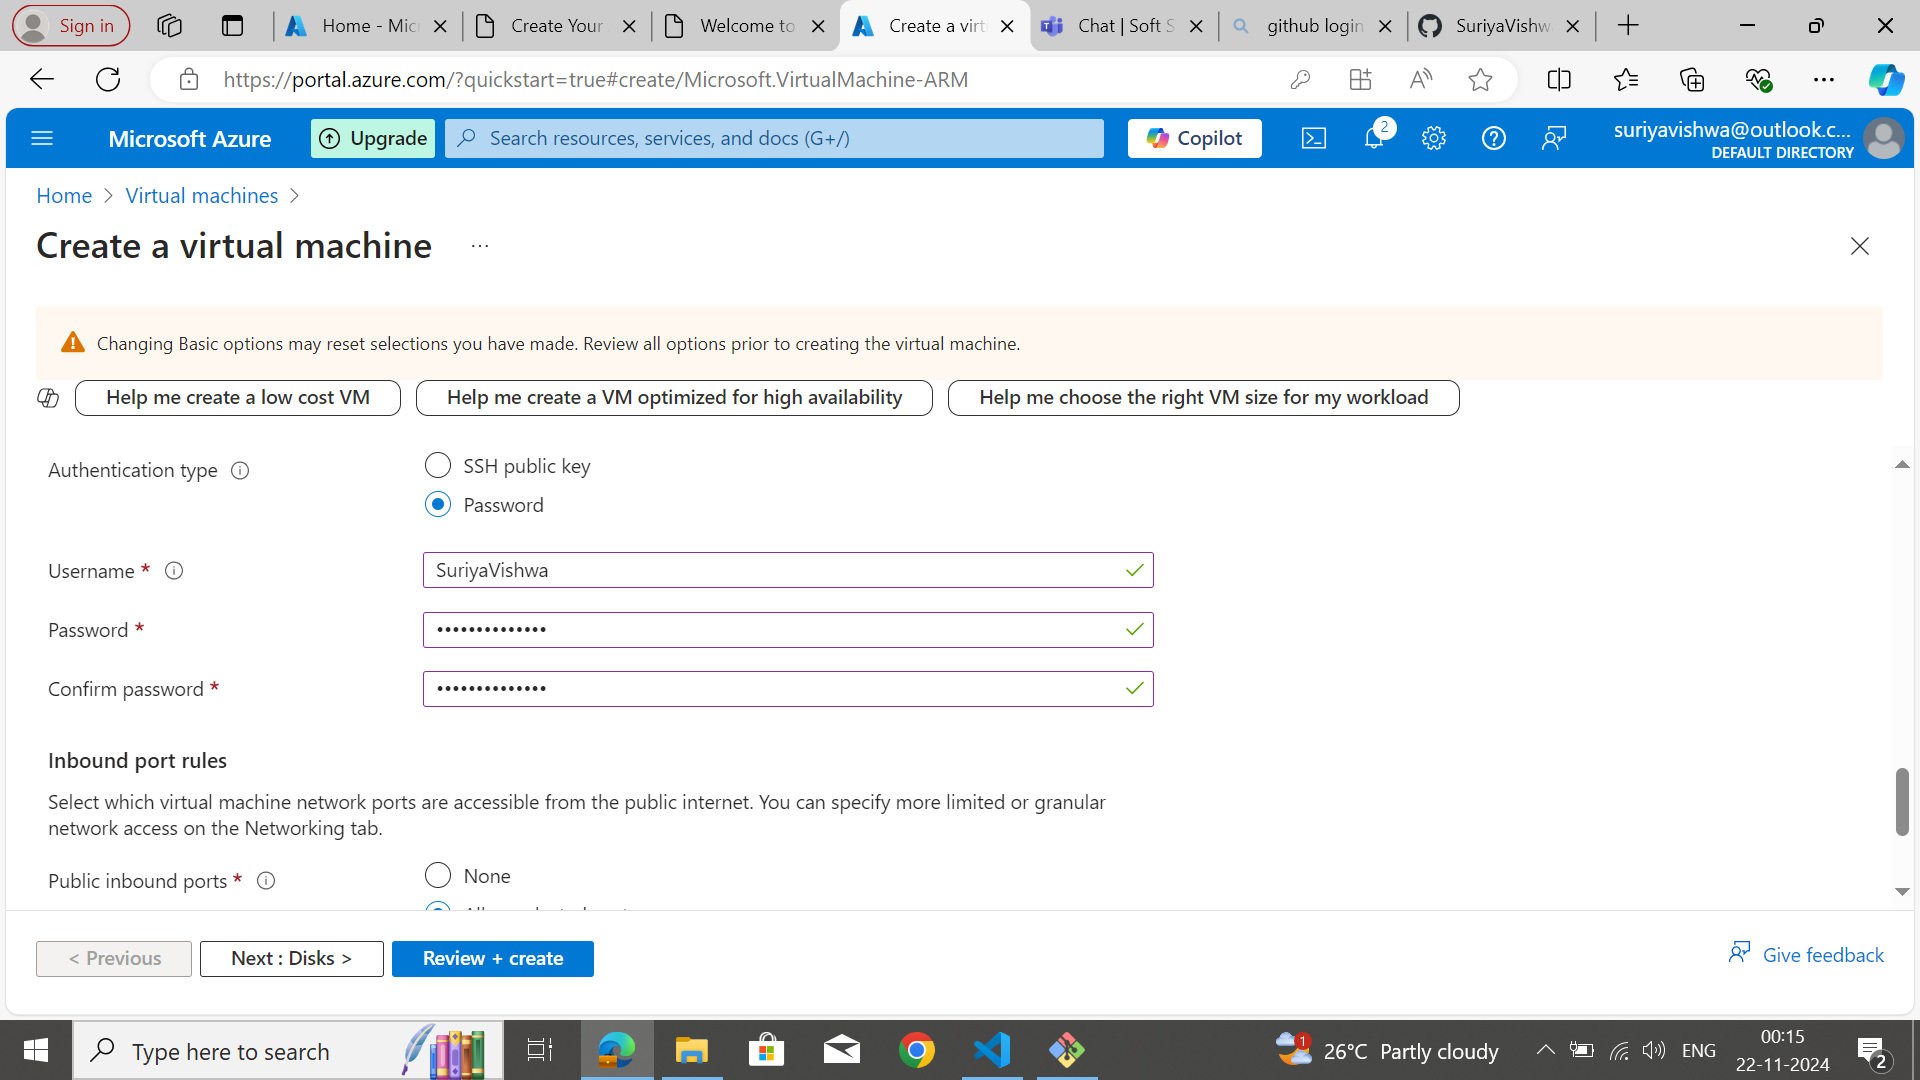 Sign in
Home - Mic
Create Your
Welcome to
Create a virt
Chat | Soft S
github login
SuriyaVishw
https://portal.azure.com/?quickstart=true#create/Microsoft.VirtualMachine-ARM
Microsoft Azure
Upgrade
Search resources, services, and docs (G+/)
Copilot
2
suriyavishwa@outlook.c...
DEFAULT DIRECTORY
Home > Virtual machines >
Create a virtual machine ...
Changing Basic options may reset selections you have made. Review all options prior to creating the virtual machine.
Help me create a low cost VM
Help me create a VM optimized for high availability
Help me choose the right VM size for my workload
Authentication type
SSH public key
Password
Username *
SuriyaVishwa
Password *
••••••••••••••
Confirm password *
••••••••••••••
Inbound port rules
Select which virtual machine network ports are accessible from the public internet. You can specify more limited or granular
network access on the Networking tab.
Public inbound ports *
None
< Previous
Next : Disks >
Review + create
Give feedback
Type here to search
1
26°C Partly cloudy
ENG
00:15
22-11-2024
2